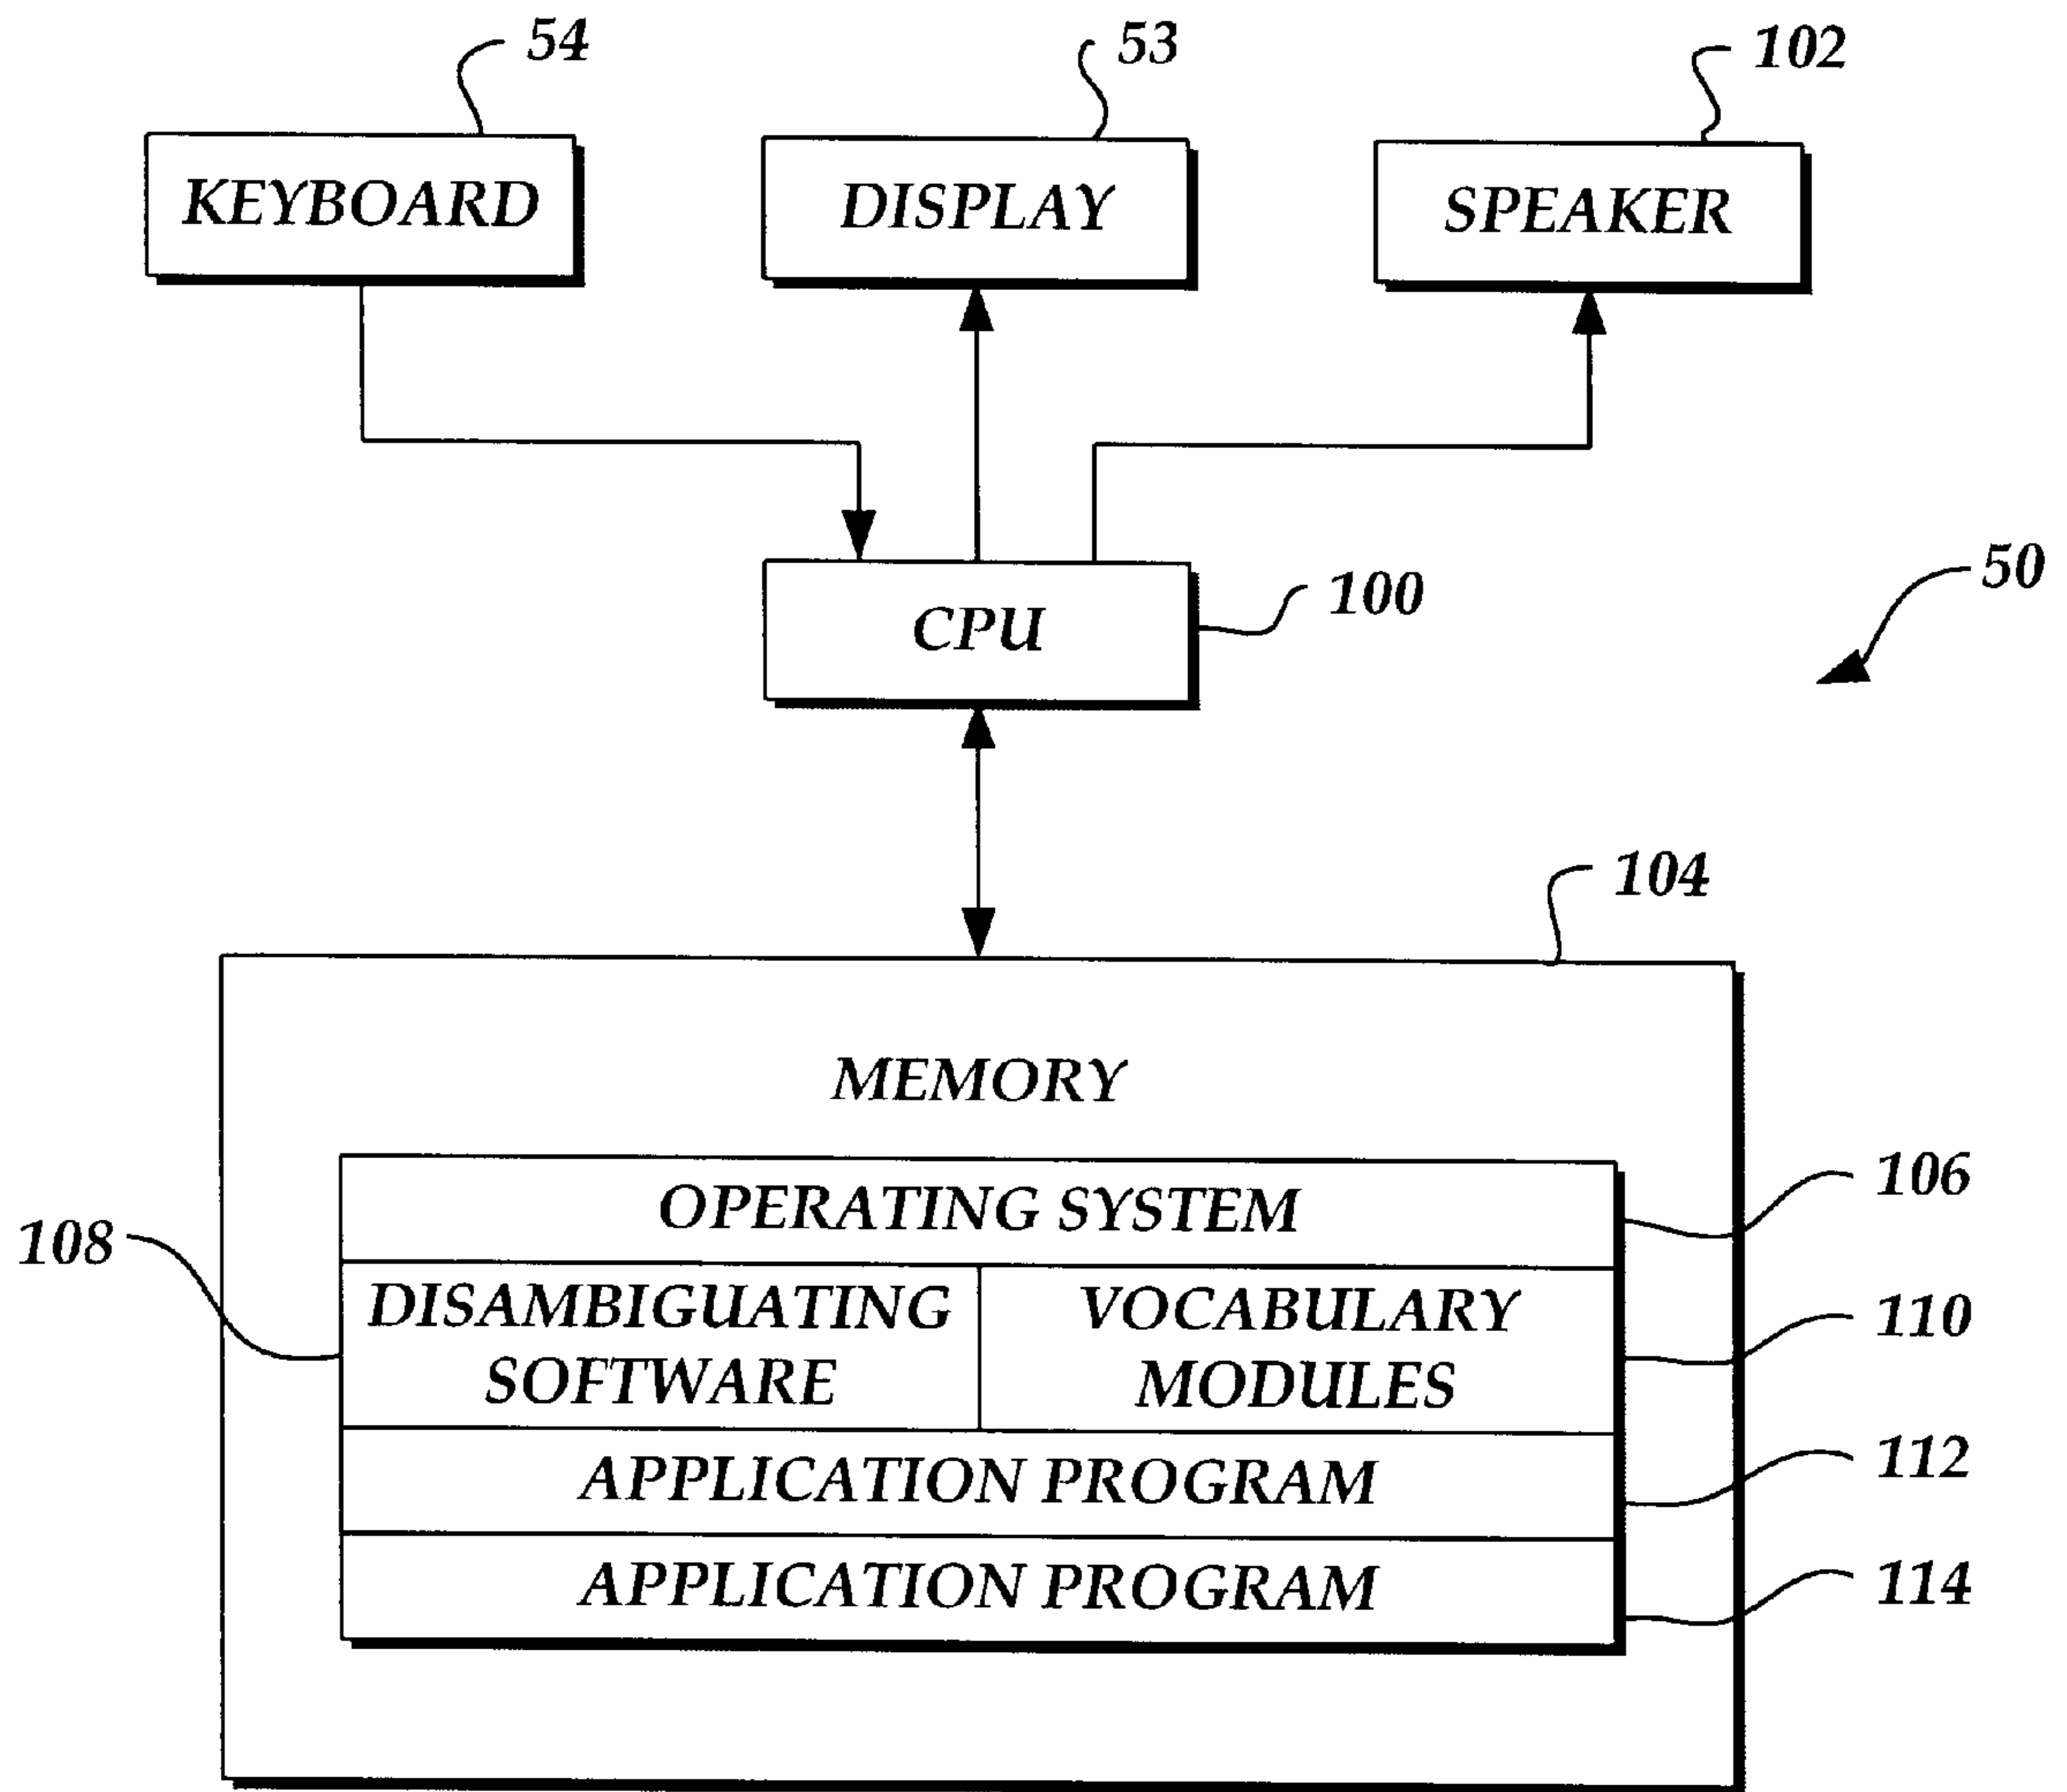 54
53
102
KEYBOARD
DISPLAY
SPEAKER
50
CPU
100
104
MEMORY
106
OPERATING SYSTEM
108
DISAMBIGUATING
SOFTWARE
VOCABULARY
MODULES
110
112
APPLICATION PROGRAM
APPLICATION PROGRAM
114